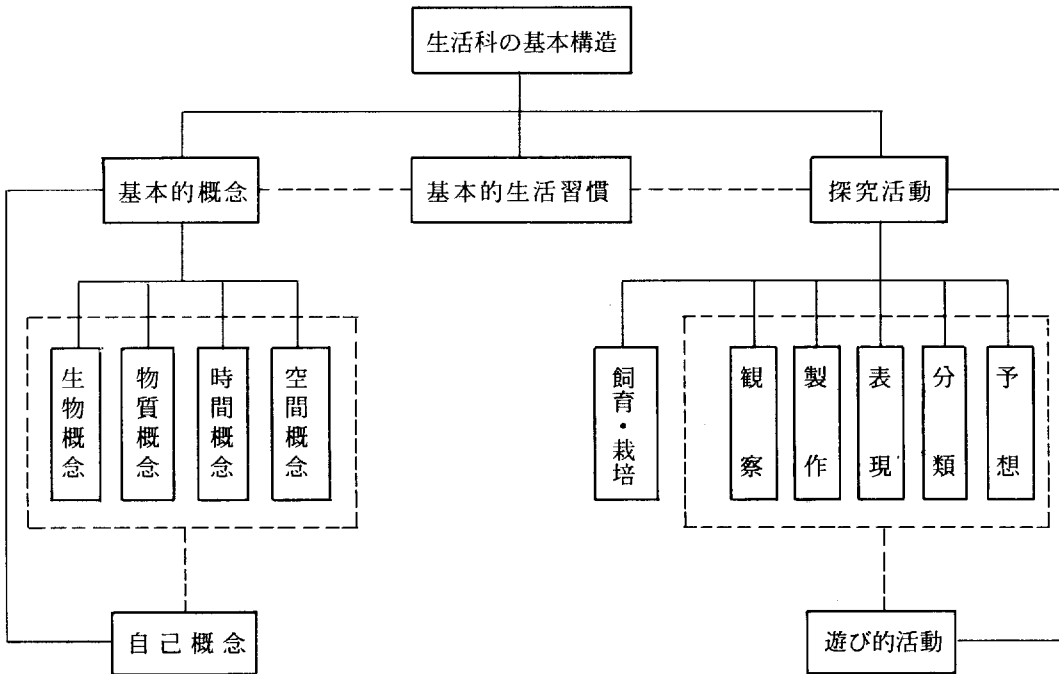 生活科の基本構造
基本的概念
基本的生活習慣
探究活動
生物概念
物質概念
時間概念
空間概念
飼育・栽培
観察
製作
表現
分類
予想
自己概念
遊び的活動